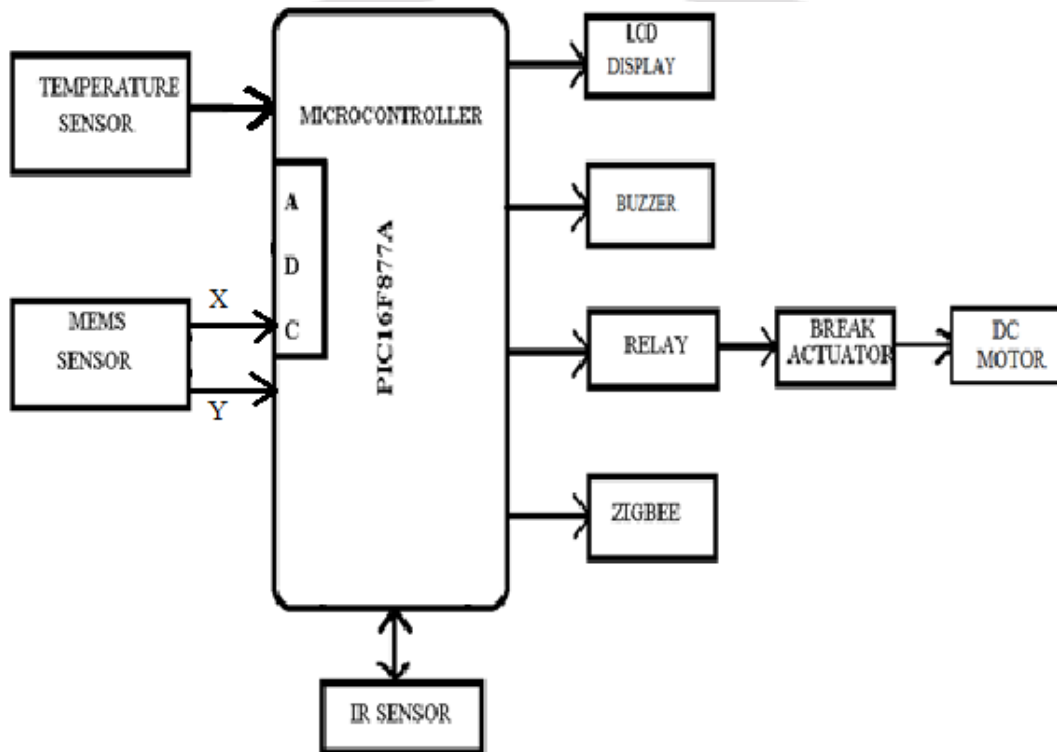 TEMPERATURE
SENSOR
MEMS
SENSOR
X
Y
MICROCONTROLLER
A
D
C
PIC16F877A
LCD
DISPLAY
BUZZER
RELAY
BREAK
ACTUATOR
DC
MOTOR
ZIGBEE
IR SENSOR